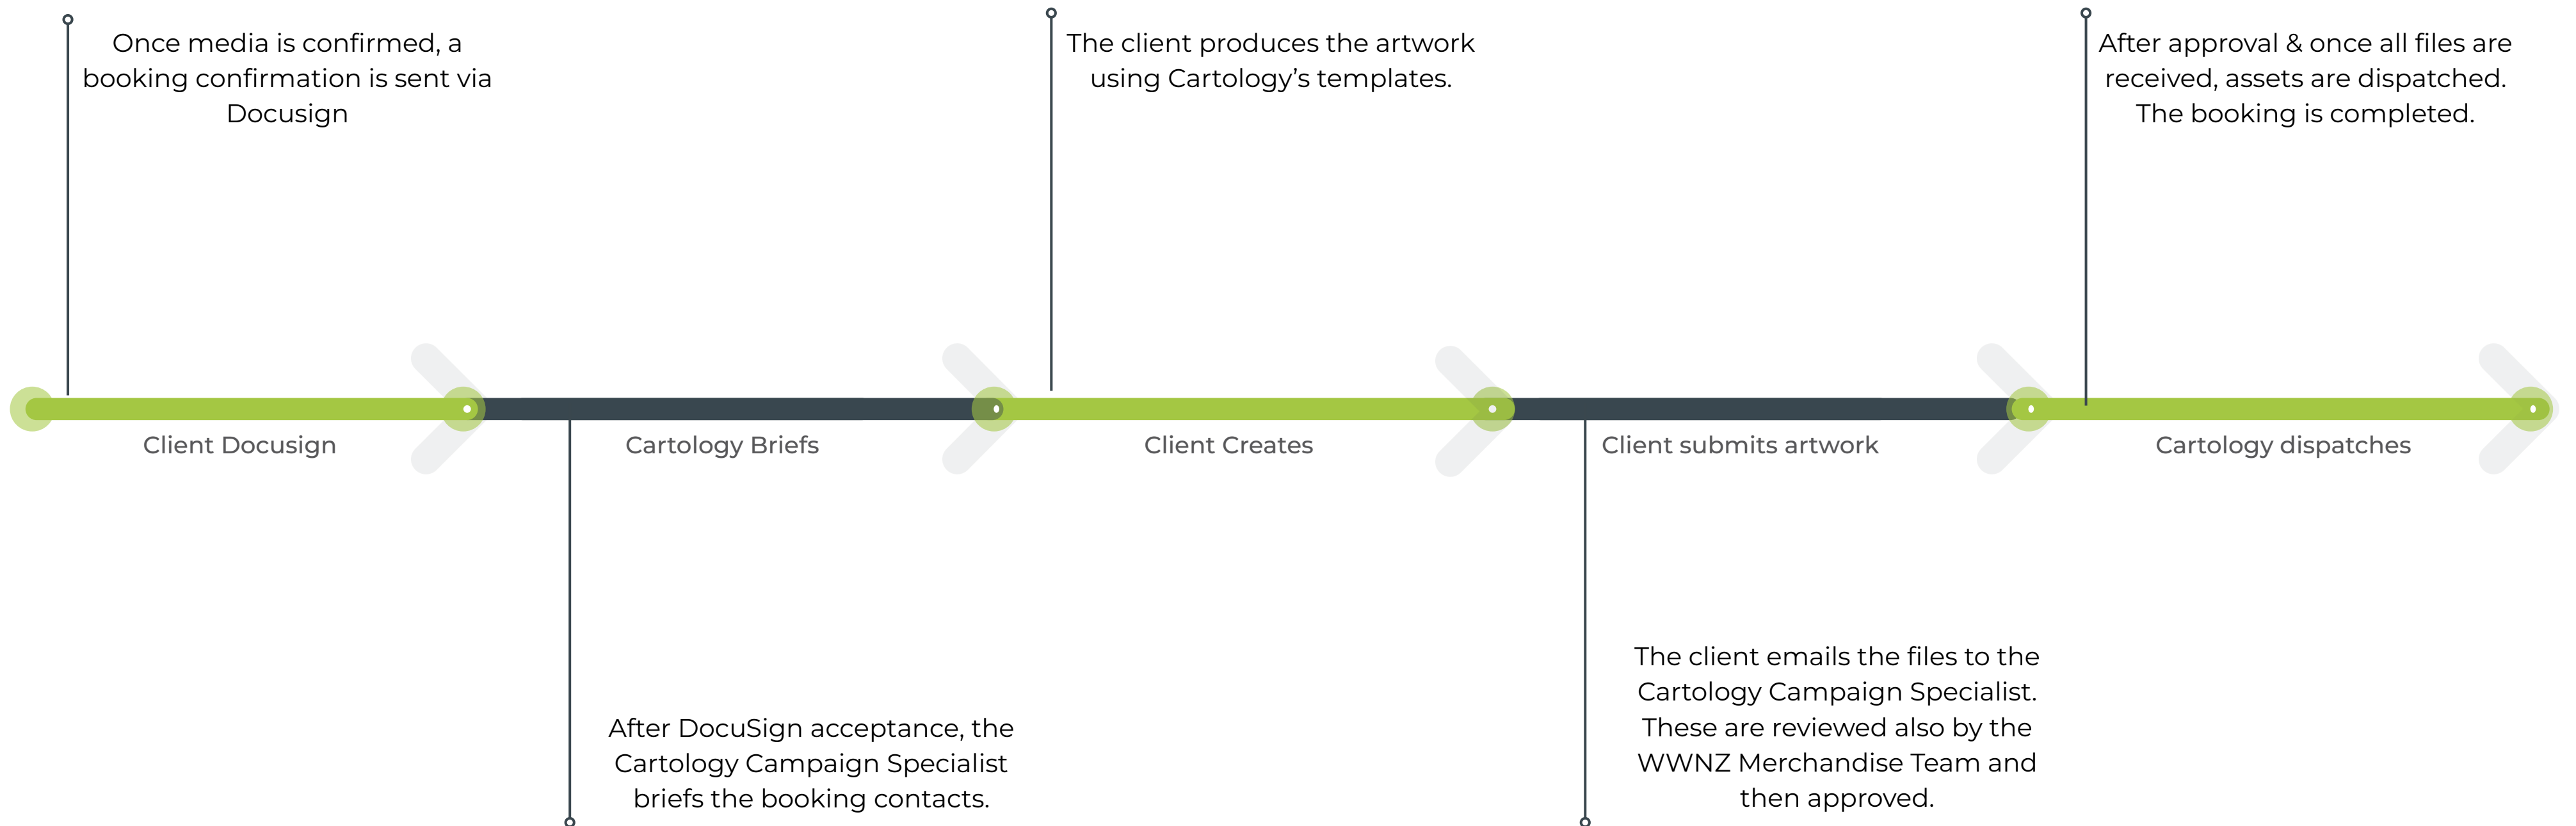 Once media is confirmed, a
booking confirmation is sent via
Docusign
The client produces the artwork
using Cartology’s templates.
After approval & once all files are
received, assets are dispatched.
The booking is completed.
Client Docusign
Cartology Briefs
Client Creates
Client submits artwork
Cartology dispatches
After DocuSign acceptance, the
Cartology Campaign Specialist
briefs the booking contacts.
The client emails the files to the
Cartology Campaign Specialist.
These are reviewed also by the
WWNZ Merchandise Team and
then approved.